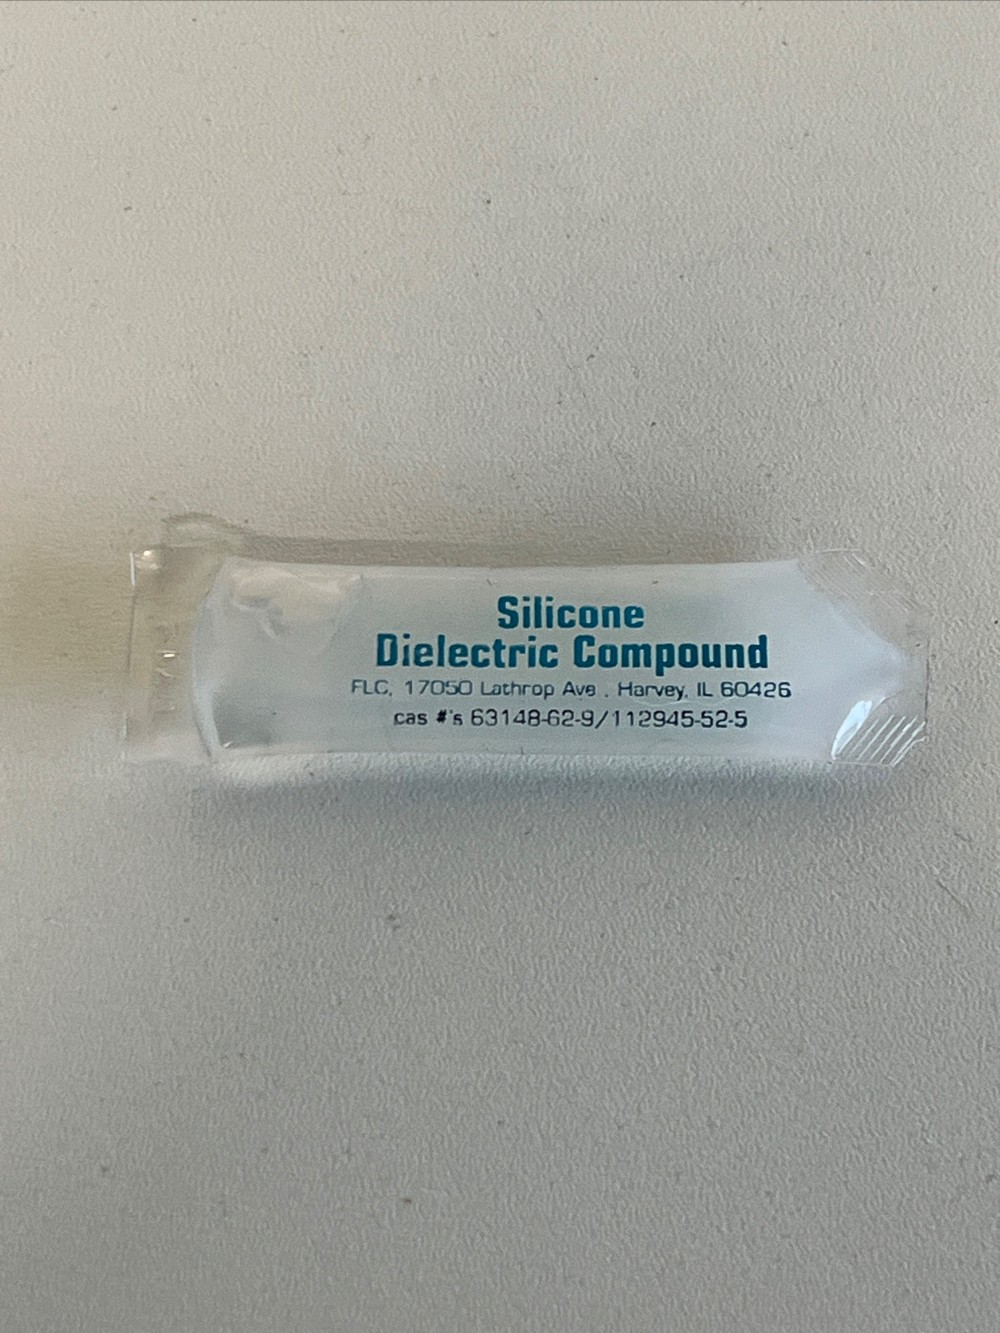 Silicone
Dielectric Compound
FLC, 17050 Lathrop Ave . Harvey, IL 60426
cas #'s 63148-62-9/112945-52-5